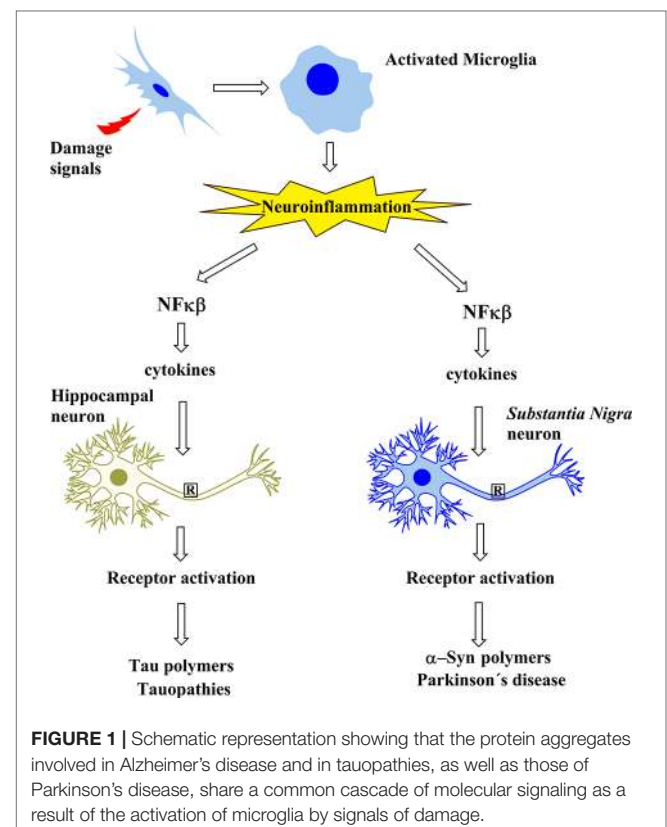 Activated Microglia
Damage
signals
Neuroinflammation
NFκβ
cytokines
Hippocampal
neuron
R
Receptor activation
Tau polymers
Tauopathies
NFκβ
cytokines
Substantia Nigra
neuron
R
Receptor activation
α–Syn polymers
Parkinson´s disease
FIGURE 1 | Schematic representation showing that the protein aggregates
involved in Alzheimer’s disease and in tauopathies, as well as those of
Parkinson’s disease, share a common cascade of molecular signaling as a
result of the activation of microglia by signals of damage.